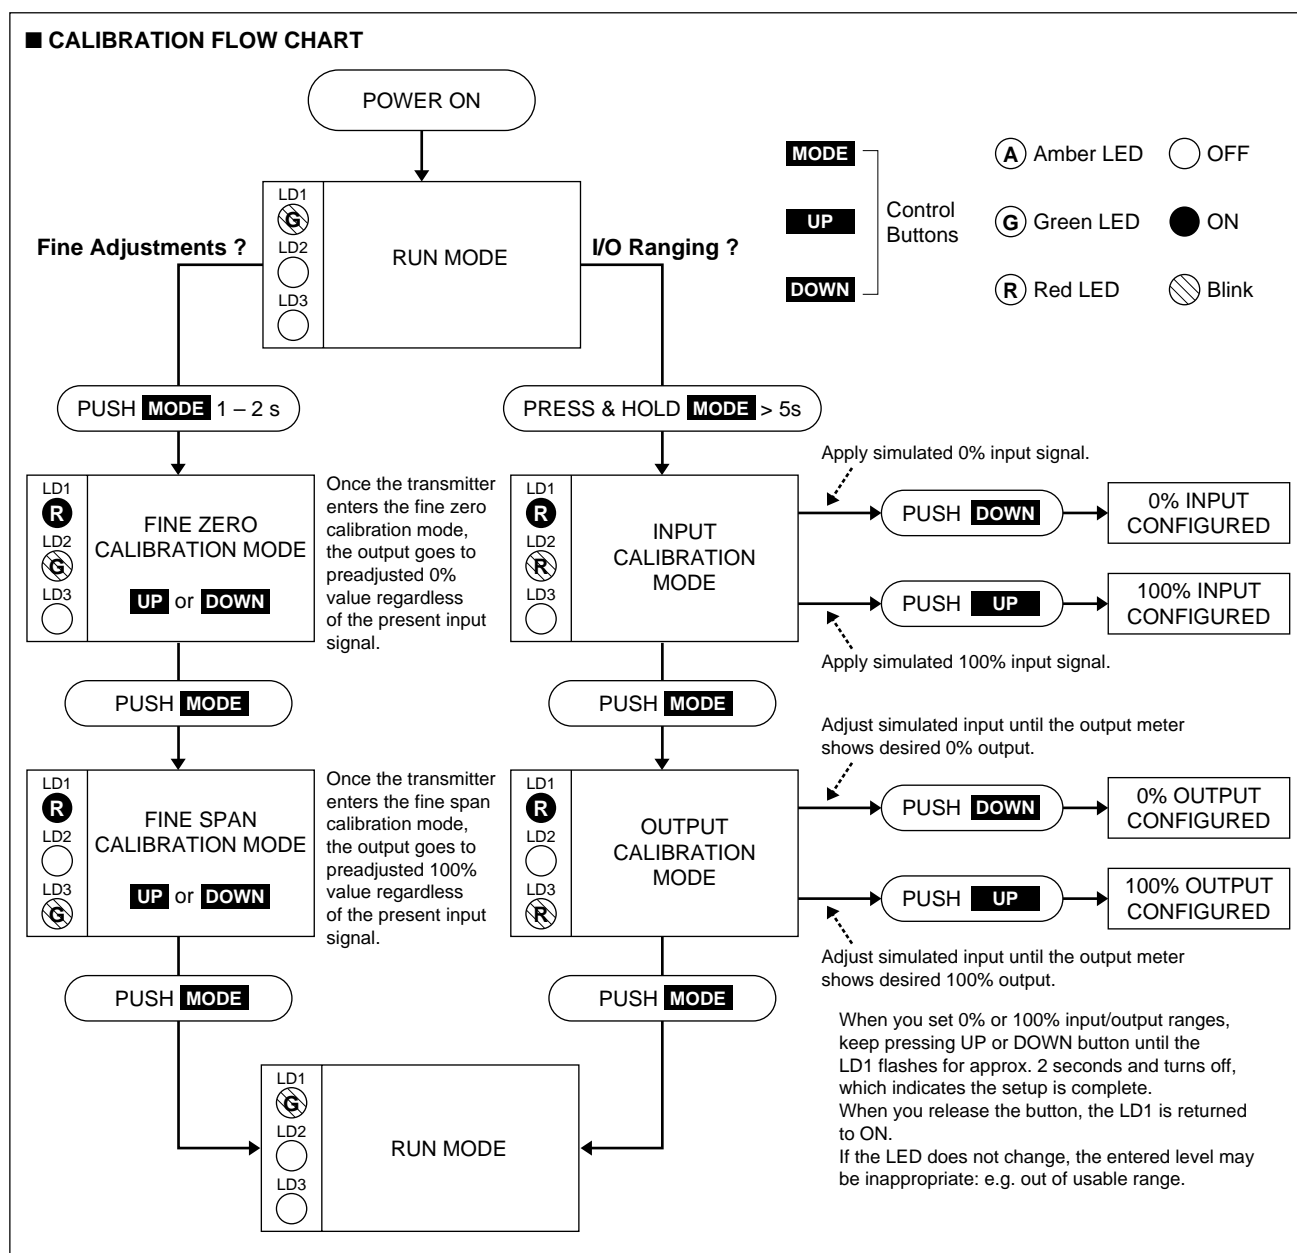 ■ CALIBRATION FLOW CHART
POWER ON
MODE
UP
DOWN
Control
Buttons
A Amber LED
G Green LED
R Red LED
OFF
ON
Blink
LD1
G
LD2
LD3
RUN MODE
Fine Adjustments ?
I/O Ranging ?
PUSH MODE 1 – 2 s
PRESS & HOLD MODE > 5s
LD1
R
LD2
G
LD3
FINE ZERO
CALIBRATION MODE
UP or DOWN
Once the transmitter
enters the fine zero
calibration mode,
the output goes to
preadjusted 0%
value regardless
of the present input
signal.
LD1
R
LD2
R
LD3
INPUT
CALIBRATION
MODE
Apply simulated 0% input signal.
PUSH DOWN
0% INPUT
CONFIGURED
PUSH UP
100% INPUT
CONFIGURED
Apply simulated 100% input signal.
PUSH MODE
PUSH MODE
LD1
R
LD2
LD3
G
FINE SPAN
CALIBRATION MODE
UP or DOWN
Once the transmitter
enters the fine span
calibration mode,
the output goes to
preadjusted 100%
value regardless
of the present input
signal.
LD1
R
LD2
LD3
R
OUTPUT
CALIBRATION
MODE
Adjust simulated input until the output meter
shows desired 0% output.
PUSH DOWN
0% OUTPUT
CONFIGURED
PUSH UP
100% OUTPUT
CONFIGURED
Adjust simulated input until the output meter
shows desired 100% output.
PUSH MODE
PUSH MODE
LD1
G
LD2
LD3
RUN MODE
When you set 0% or 100% input/output ranges,
keep pressing UP or DOWN button until the
LD1 flashes for approx. 2 seconds and turns off,
which indicates the setup is complete.
When you release the button, the LD1 is returned
to ON.
If the LED does not change, the entered level may
be inappropriate: e.g. out of usable range.